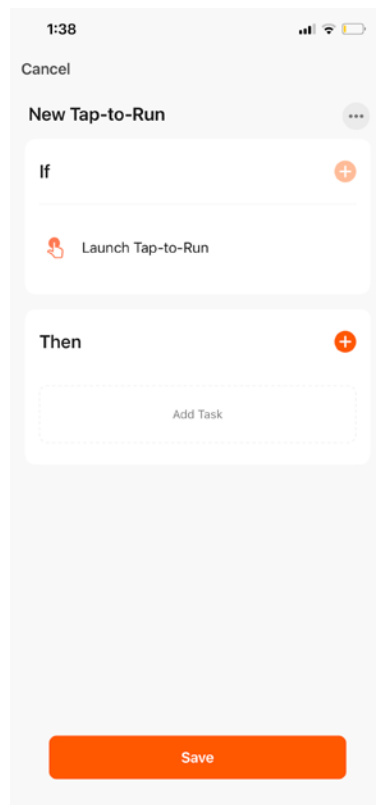 1:38
Cancel
New Tap-to-Run
If
Launch Tap-to-Run
Then
Add Task
Save